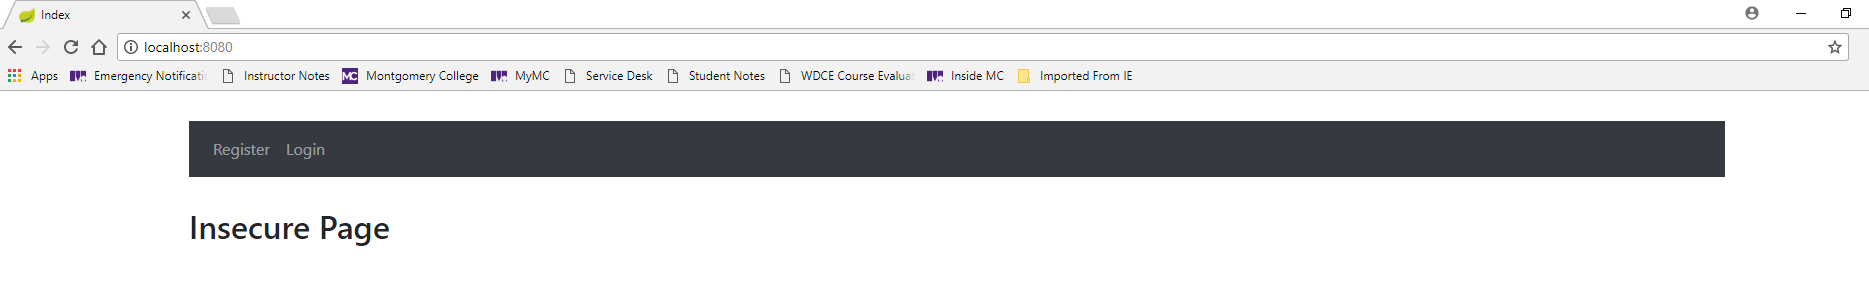 Index
localhost:8080
Apps Emergency Notificati Instructor Notes MC Montgomery College MyMC Service Desk Student Notes WDCE Course Evalua Inside MC Imported From IE
Register Login
Insecure Page